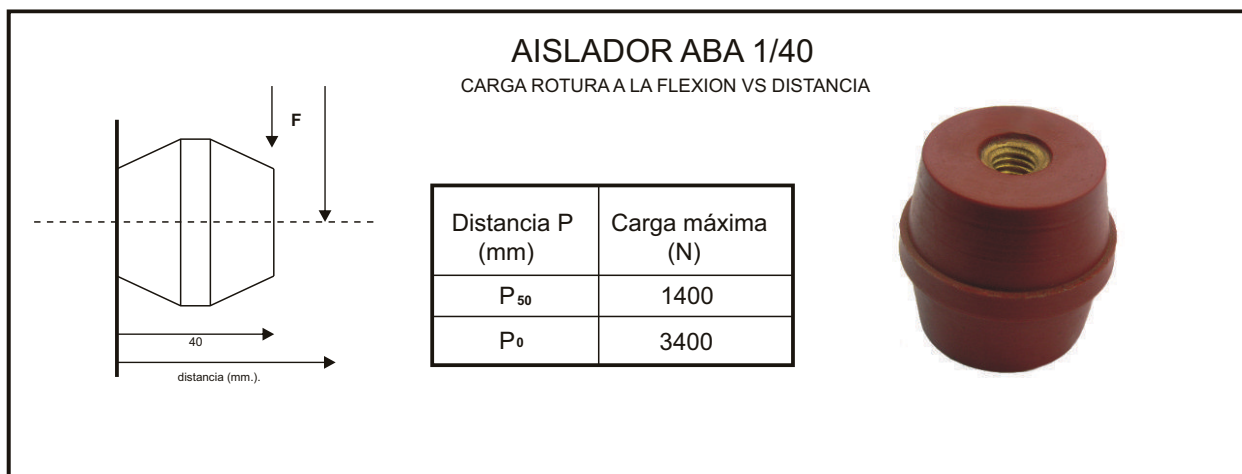 AISLADOR ABA 1/40
CARGA ROTURA A LA FLEXION VS DISTANCIA
F
40
distancia (mm.).
Distancia P
(mm)
Carga máxima
(N)
P50
1400
P0
3400